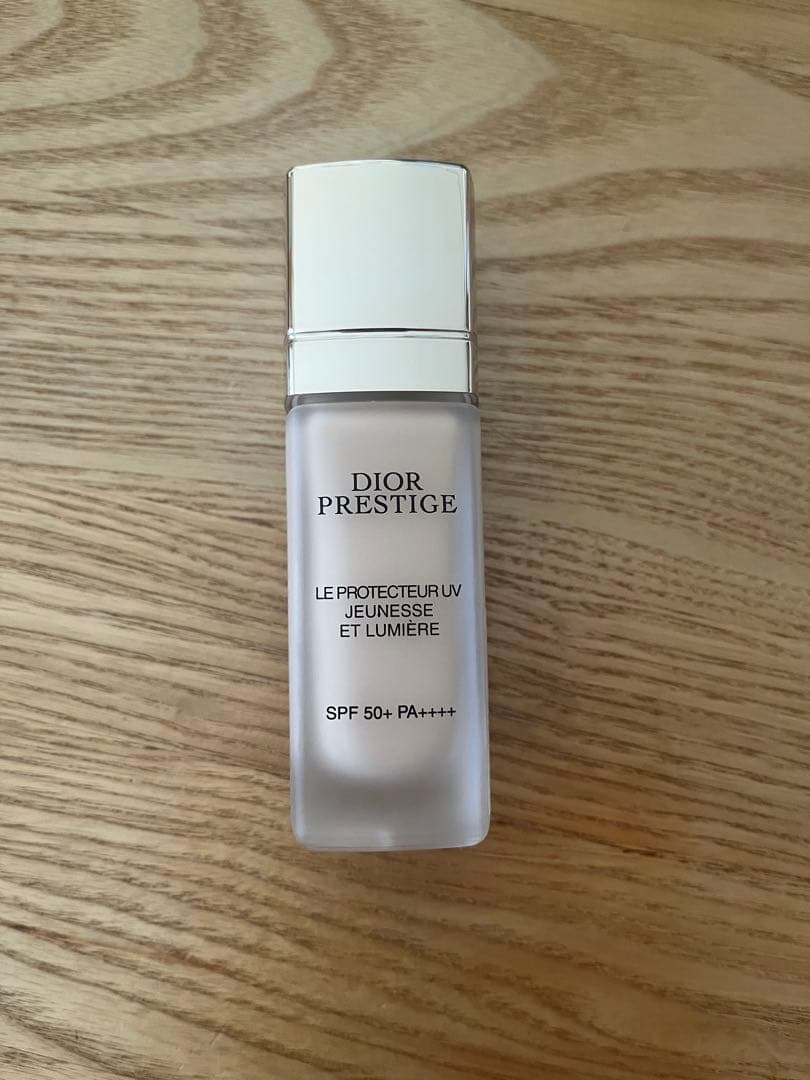 DIOR
PRESTIGE
LE PROTECTEUR UV
JEUNESSE
ET LUMIÈRE
SPF 50+ PA++++